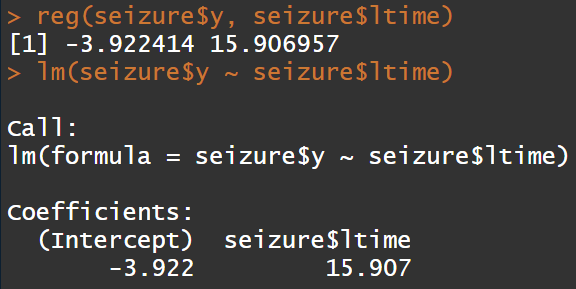 > reg(seizure$y, seizure$ltime)
[1] -3.922414 15.906957
> lm(seizure$y ~ seizure$ltime)
Call:
lm(formula = seizure$y ~ seizure$ltime)
Coefficients:
(Intercept) seizure$ltime
-3.922 15.907